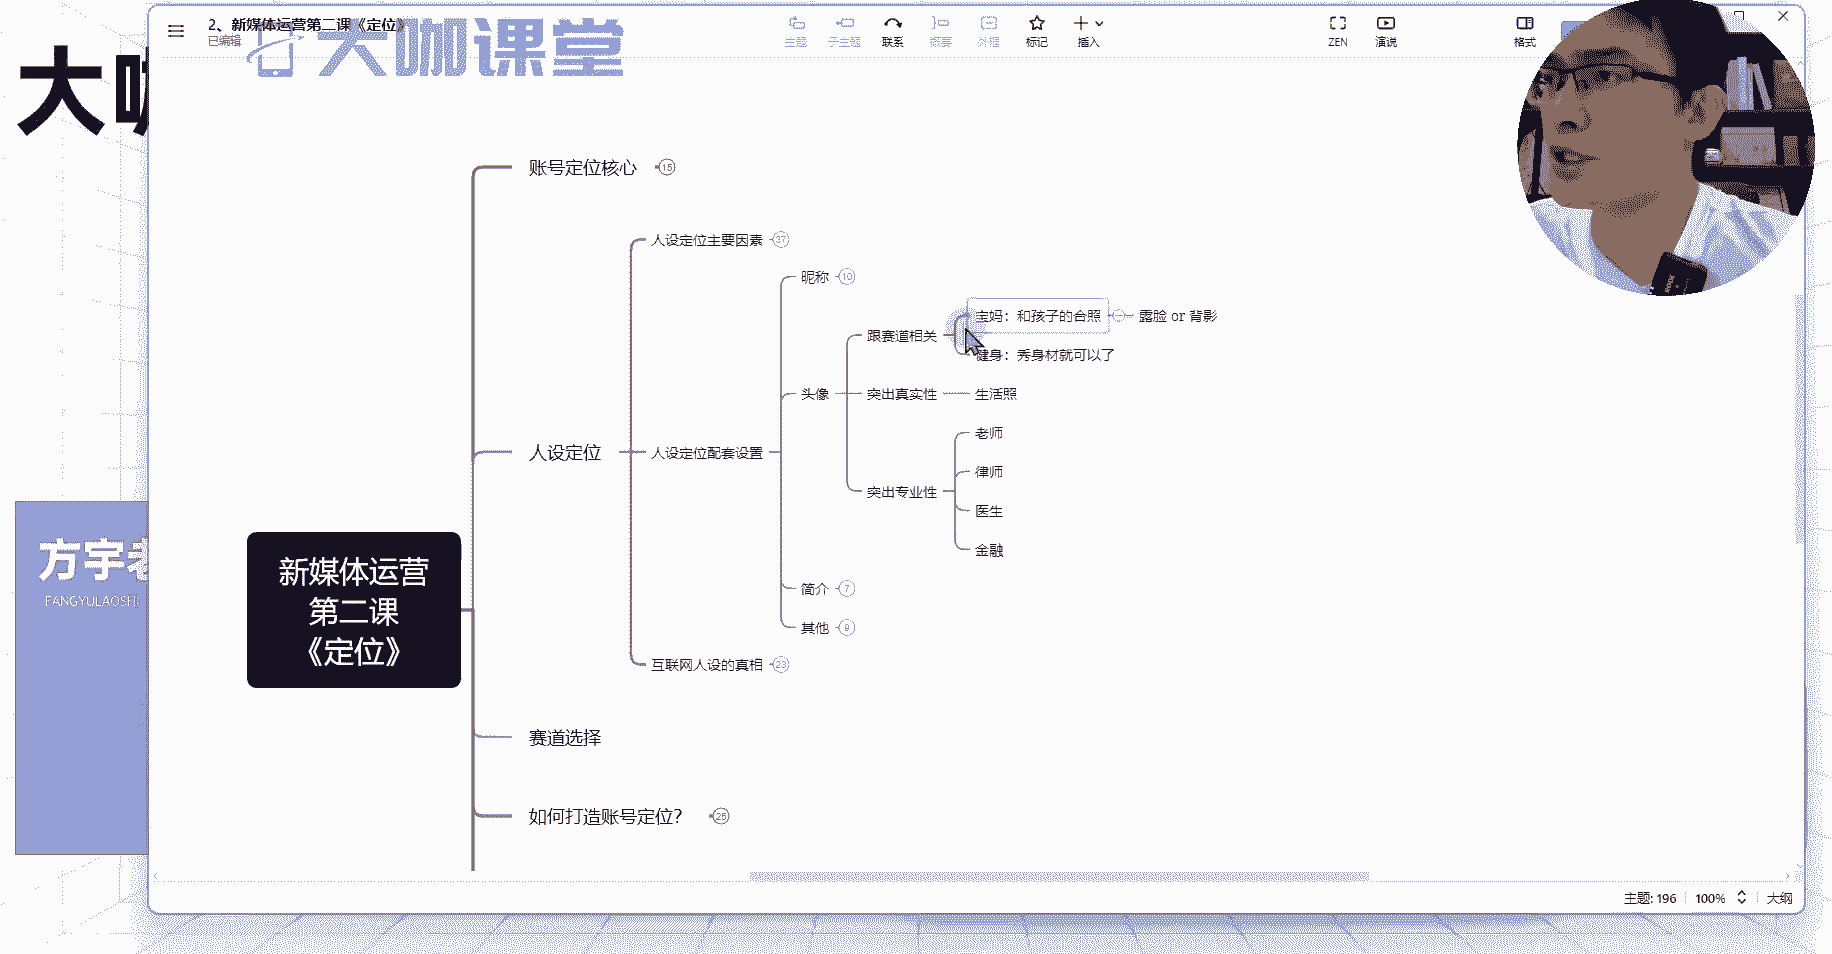 2、新媒体运营第二课《定位》
已编辑
大咖课堂
主题
子主题
联系
概要
外框
标记
插入
ZEN
演说
格式
大
方宇老
FANGYULAOSHI
账号定位核心 15
人设定位主要因素 37
昵称 10
宝妈：和孩子的合照
露脸 or 背影
跟赛道相关
健身：秀身材就可以了
头像
突出真实性
生活照
老师
人设定位
人设定位配套设置
律师
突出专业性
医生
金融
新媒体运营
第二课
《定位》
简介 7
其他 9
互联网人设的真相 23
赛道选择
如何打造账号定位？ 25
主题: 196
100%
大纲